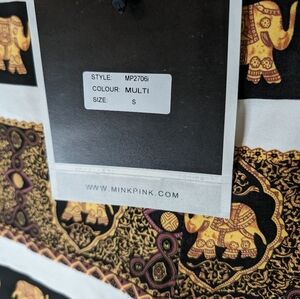 STYLE: MP2706i
COLOUR: MULTI
SIZE: S
WWW.MINKPINK.COM